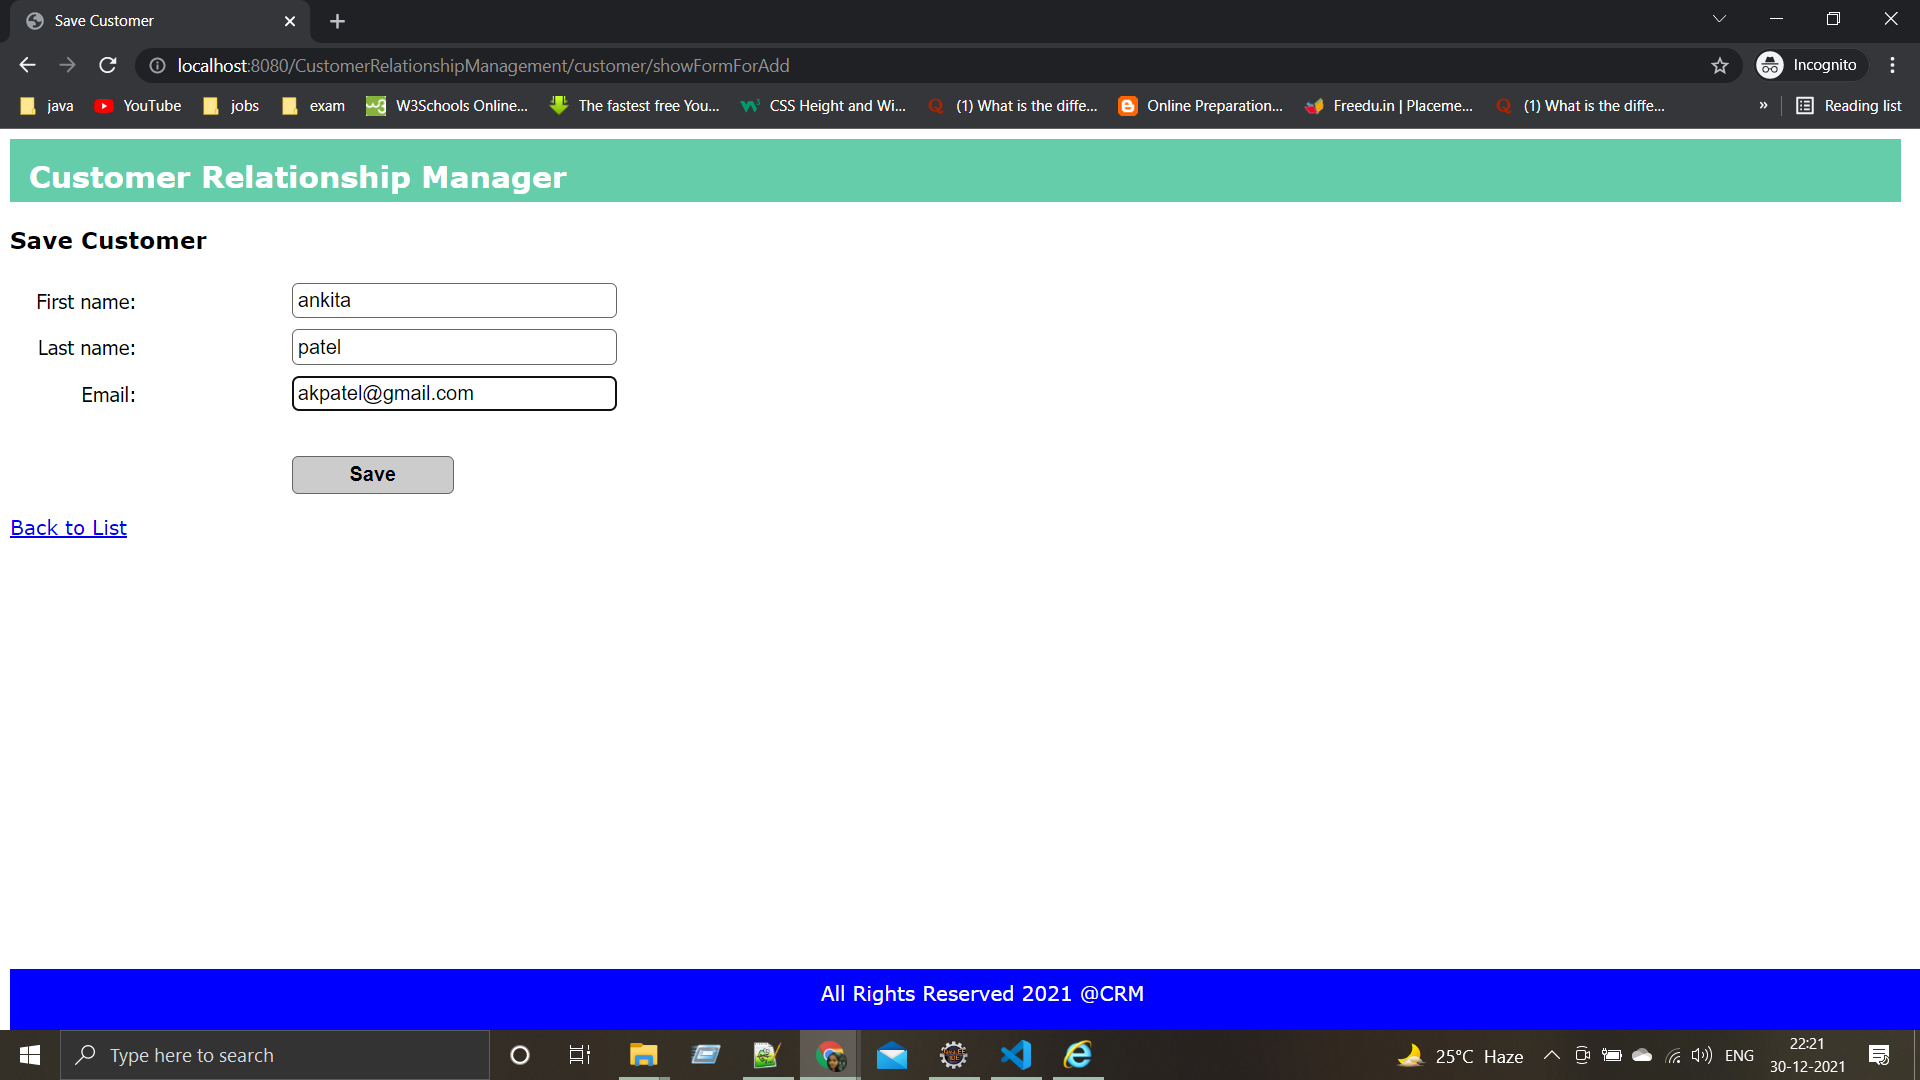 Save Customer
localhost:8080/CustomerRelationshipManagement/customer/showFormForAdd
Incognito
java
YouTube
jobs
exam
W3Schools Online...
The fastest free You...
CSS Height and Wi...
(1) What is the diffe...
Online Preparation...
Freedu.in | Placeme...
(1) What is the diffe...
»
Reading list
Customer Relationship Manager
Save Customer
First name: ankita
Last name: patel
Email: akpatel@gmail.com
Save
Back to List
All Rights Reserved 2021 @CRM
Type here to search
25°C Haze
ENG
22:21
30-12-2021